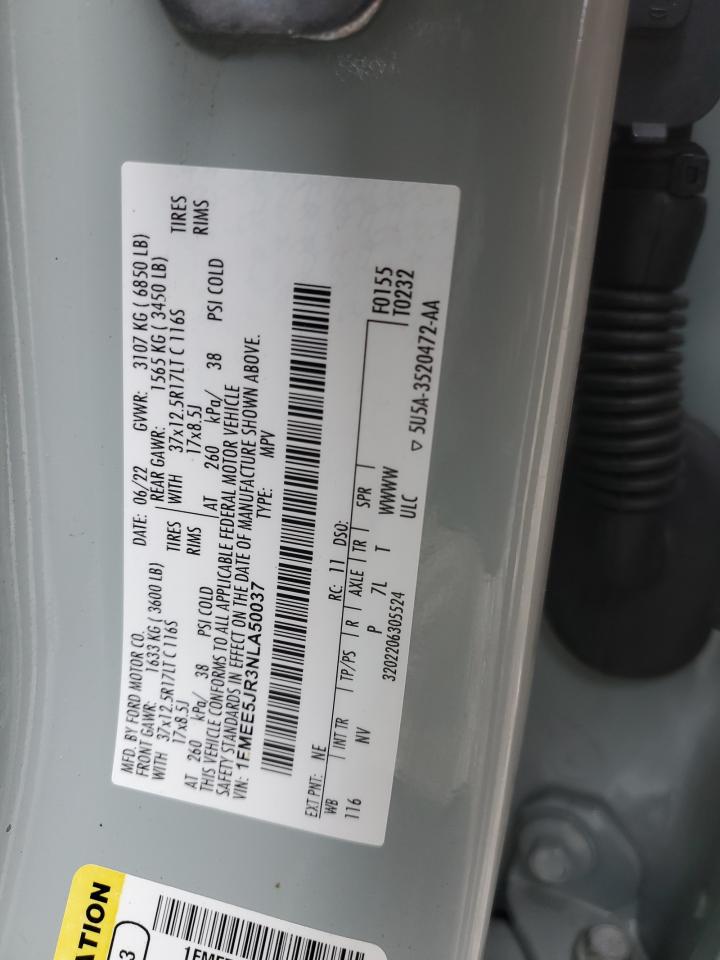 MFD. BY FORD MOTOR CO.
DATE: 06/22 GVWR: 3107 KG ( 6850 LB)
FRONT GAWR: 1633 KG ( 3600 LB) REAR GAWR: 1565 KG ( 3450 LB)
WITH 37x12.5R17LT C 116S TIRES WITH 37x12.5R17LT C 116S TIRES
17x8.5J RIMS 17x8.5J RIMS
AT 260 kPa/ 38 PSI COLD AT 260 kPa/ 38 PSI COLD
THIS VEHICLE CONFORMS TO ALL APPLICABLE FEDERAL MOTOR VEHICLE
SAFETY STANDARDS IN EFFECT ON THE DATE OF MANUFACTURE SHOWN ABOVE.
VIN: 1FMEE5JR3NLA50037 TYPE: MPV
EXT PNT: NE RC: 11 DSO: F0155
WB INT TR TP/PS R AXLE TR SPR T0232
116 NV P 7L T WWWW
3202206305524 ULC ▽ 5U5A-3520472-AA
ATION
3